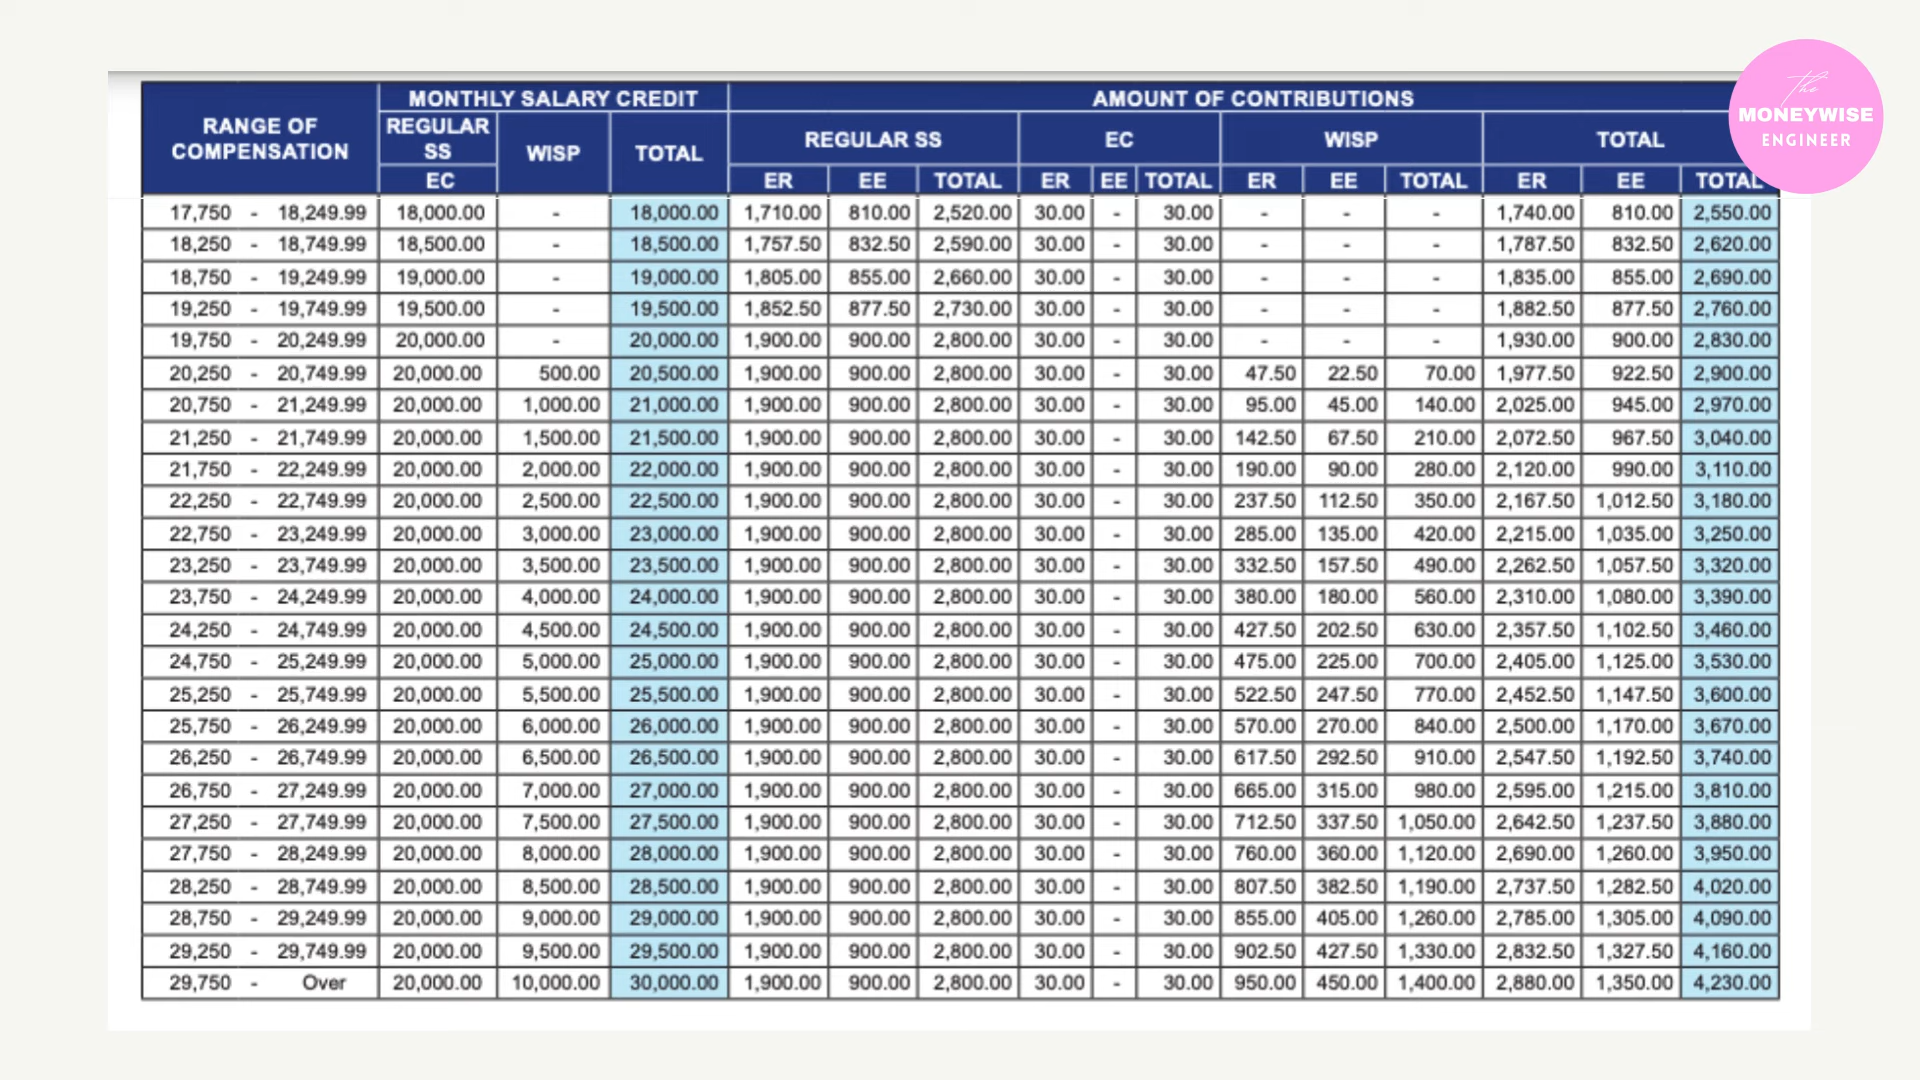 MONTHLY SALARY CREDIT AMOUNT OF CONTRIBUTIONS
RANGE OF COMPENSATION REGULAR SS WISP TOTAL REGULAR SS EC WISP TOTAL
EC ER EE TOTAL ER EE TOTAL ER EE TOTAL ER EE TOTAL
17,750 - 18,249.99 18,000.00 - 18,000.00 1,710.00 810.00 2,520.00 30.00 - 30.00 - - - 1,740.00 810.00 2,550.00
18,250 - 18,749.99 18,500.00 - 18,500.00 1,757.50 832.50 2,590.00 30.00 - 30.00 - - - 1,787.50 832.50 2,620.00
18,750 - 19,249.99 19,000.00 - 19,000.00 1,805.00 855.00 2,660.00 30.00 - 30.00 - - - 1,835.00 855.00 2,690.00
19,250 - 19,749.99 19,500.00 - 19,500.00 1,852.50 877.50 2,730.00 30.00 - 30.00 - - - 1,882.50 877.50 2,760.00
19,750 - 20,249.99 20,000.00 - 20,000.00 1,900.00 900.00 2,800.00 30.00 - 30.00 - - - 1,930.00 900.00 2,830.00
20,250 - 20,749.99 20,000.00 500.00 20,500.00 1,900.00 900.00 2,800.00 30.00 - 30.00 47.50 22.50 70.00 1,977.50 922.50 2,900.00
20,750 - 21,249.99 20,000.00 1,000.00 21,000.00 1,900.00 900.00 2,800.00 30.00 - 30.00 95.00 45.00 140.00 2,025.00 945.00 2,970.00
21,250 - 21,749.99 20,000.00 1,500.00 21,500.00 1,900.00 900.00 2,800.00 30.00 - 30.00 142.50 67.50 210.00 2,072.50 967.50 3,040.00
21,750 - 22,249.99 20,000.00 2,000.00 22,000.00 1,900.00 900.00 2,800.00 30.00 - 30.00 190.00 90.00 280.00 2,120.00 990.00 3,110.00
22,250 - 22,749.99 20,000.00 2,500.00 22,500.00 1,900.00 900.00 2,800.00 30.00 - 30.00 237.50 112.50 350.00 2,167.50 1,012.50 3,180.00
22,750 - 23,249.99 20,000.00 3,000.00 23,000.00 1,900.00 900.00 2,800.00 30.00 - 30.00 285.00 135.00 420.00 2,215.00 1,035.00 3,250.00
23,250 - 23,749.99 20,000.00 3,500.00 23,500.00 1,900.00 900.00 2,800.00 30.00 - 30.00 332.50 157.50 490.00 2,262.50 1,057.50 3,320.00
23,750 - 24,249.99 20,000.00 4,000.00 24,000.00 1,900.00 900.00 2,800.00 30.00 - 30.00 380.00 180.00 560.00 2,310.00 1,080.00 3,390.00
24,250 - 24,749.99 20,000.00 4,500.00 24,500.00 1,900.00 900.00 2,800.00 30.00 - 30.00 427.50 202.50 630.00 2,357.50 1,102.50 3,460.00
24,750 - 25,249.99 20,000.00 5,000.00 25,000.00 1,900.00 900.00 2,800.00 30.00 - 30.00 475.00 225.00 700.00 2,405.00 1,125.00 3,530.00
25,250 - 25,749.99 20,000.00 5,500.00 25,500.00 1,900.00 900.00 2,800.00 30.00 - 30.00 522.50 247.50 770.00 2,452.50 1,147.50 3,600.00
25,750 - 26,249.99 20,000.00 6,000.00 26,000.00 1,900.00 900.00 2,800.00 30.00 - 30.00 570.00 270.00 840.00 2,500.00 1,170.00 3,670.00
26,250 - 26,749.99 20,000.00 6,500.00 26,500.00 1,900.00 900.00 2,800.00 30.00 - 30.00 617.50 292.50 910.00 2,547.50 1,192.50 3,740.00
26,750 - 27,249.99 20,000.00 7,000.00 27,000.00 1,900.00 900.00 2,800.00 30.00 - 30.00 665.00 315.00 980.00 2,595.00 1,215.00 3,810.00
27,250 - 27,749.99 20,000.00 7,500.00 27,500.00 1,900.00 900.00 2,800.00 30.00 - 30.00 712.50 337.50 1,050.00 2,642.50 1,237.50 3,880.00
27,750 - 28,249.99 20,000.00 8,000.00 28,000.00 1,900.00 900.00 2,800.00 30.00 - 30.00 760.00 360.00 1,120.00 2,690.00 1,260.00 3,950.00
28,250 - 28,749.99 20,000.00 8,500.00 28,500.00 1,900.00 900.00 2,800.00 30.00 - 30.00 807.50 382.50 1,190.00 2,737.50 1,282.50 4,020.00
28,750 - 29,249.99 20,000.00 9,000.00 29,000.00 1,900.00 900.00 2,800.00 30.00 - 30.00 855.00 405.00 1,260.00 2,785.00 1,305.00 4,090.00
29,250 - 29,749.99 20,000.00 9,500.00 29,500.00 1,900.00 900.00 2,800.00 30.00 - 30.00 902.50 427.50 1,330.00 2,832.50 1,327.50 4,160.00
29,750 - Over 20,000.00 10,000.00 30,000.00 1,900.00 900.00 2,800.00 30.00 - 30.00 950.00 450.00 1,400.00 2,880.00 1,350.00 4,230.00
the
MONEYWISE
ENGINEER